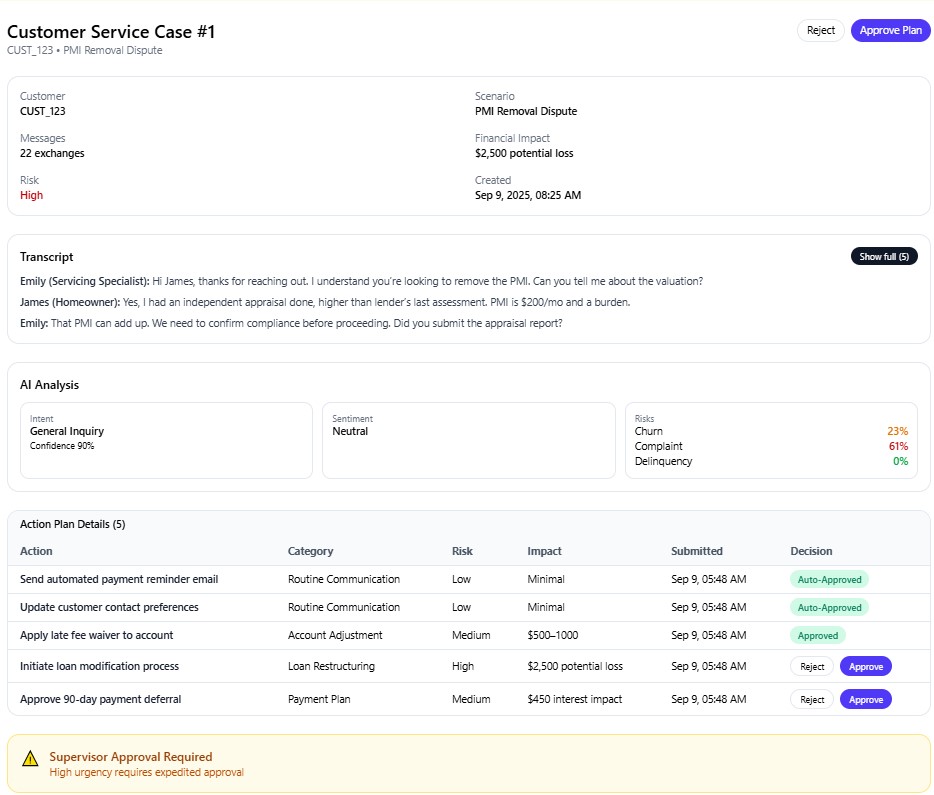 Customer Service Case #1
Reject
Approve Plan
CUST_123 • PMI Removal Dispute
Customer
CUST_123
Scenario
PMI Removal Dispute
Messages
22 exchanges
Financial Impact
$2,500 potential loss
Risk
High
Created
Sep 9, 2025, 08:25 AM
Transcript
Show full (5)
Emily (Servicing Specialist): Hi James, thanks for reaching out. I understand you're looking to remove the PMI. Can you tell me about the valuation?
James (Homeowner): Yes, I had an independent appraisal done, higher than lender's last assessment. PMI is $200/mo and a burden.
Emily: That PMI can add up. We need to confirm compliance before proceeding. Did you submit the appraisal report?
AI Analysis
Intent
General Inquiry
Confidence 90%
Sentiment
Neutral
Risks
Churn 23%
Complaint 61%
Delinquency 0%
Action Plan Details (5)
Action Category Risk Impact Submitted Decision
Send automated payment reminder email Routine Communication Low Minimal Sep 9, 05:48 AM Auto-Approved
Update customer contact preferences Routine Communication Low Minimal Sep 9, 05:48 AM Auto-Approved
Apply late fee waiver to account Account Adjustment Medium $500–1000 Sep 9, 05:48 AM Approved
Initiate loan modification process Loan Restructuring High $2,500 potential loss Sep 9, 05:48 AM Reject Approve
Approve 90-day payment deferral Payment Plan Medium $450 interest impact Sep 9, 05:48 AM Reject Approve
Supervisor Approval Required
High urgency requires expedited approval